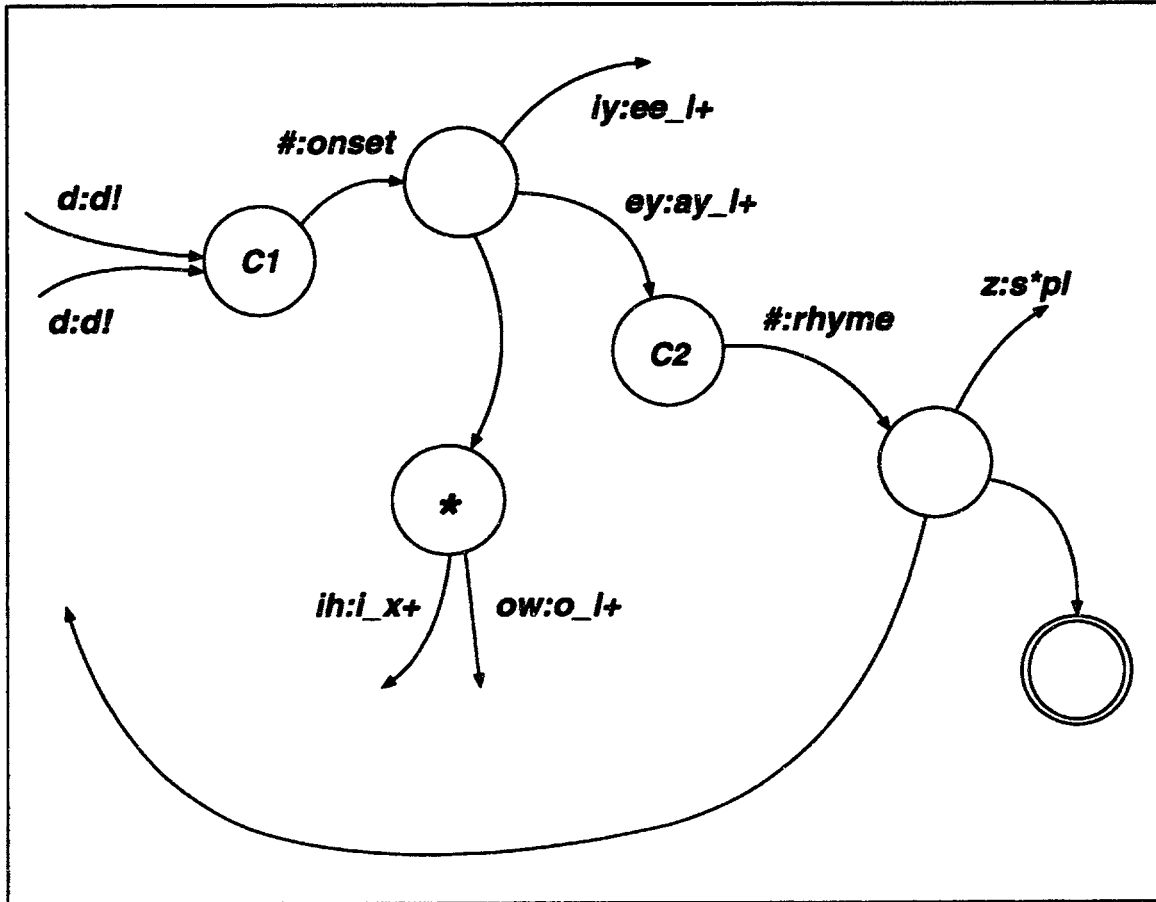 iy:ee_l+
#:onset
d:d!
ey:ay_l+
C1
z:s*pl
d:d!
#:rhyme
C2
*
ih:i_x+
ow:o_l+